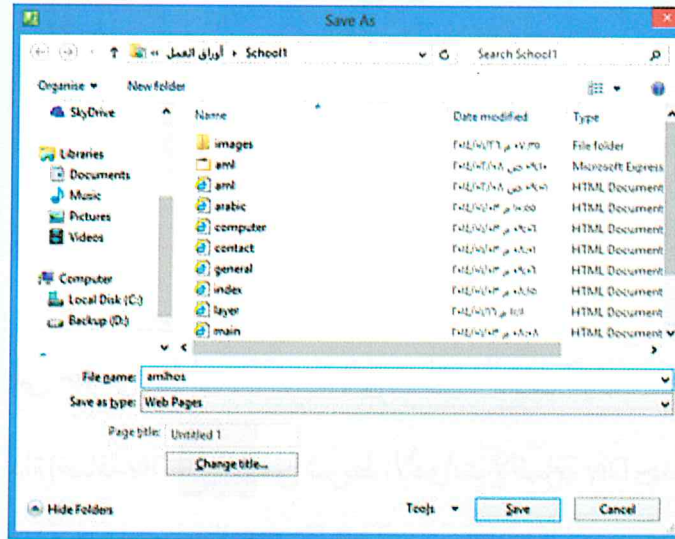 Save As
أوراق العمل
School1
Search School1
Organise
New folder
SkyDrive
Libraries
Documents
Music
Pictures
Videos
Computer
Local Disk (C:)
Backup (D:)
Name
Date modified
Type
images
File folder
aml
Microsoft Express
aml
HTML Document
arabic
HTML Document
computer
HTML Document
contact
HTML Document
general
HTML Document
index
HTML Document
layer
HTML Document
main
HTML Document
File name: amlhos
Save as type: Web Pages
Page title: Untitled 1
Change title...
Hide Folders
Tools
Save
Cancel